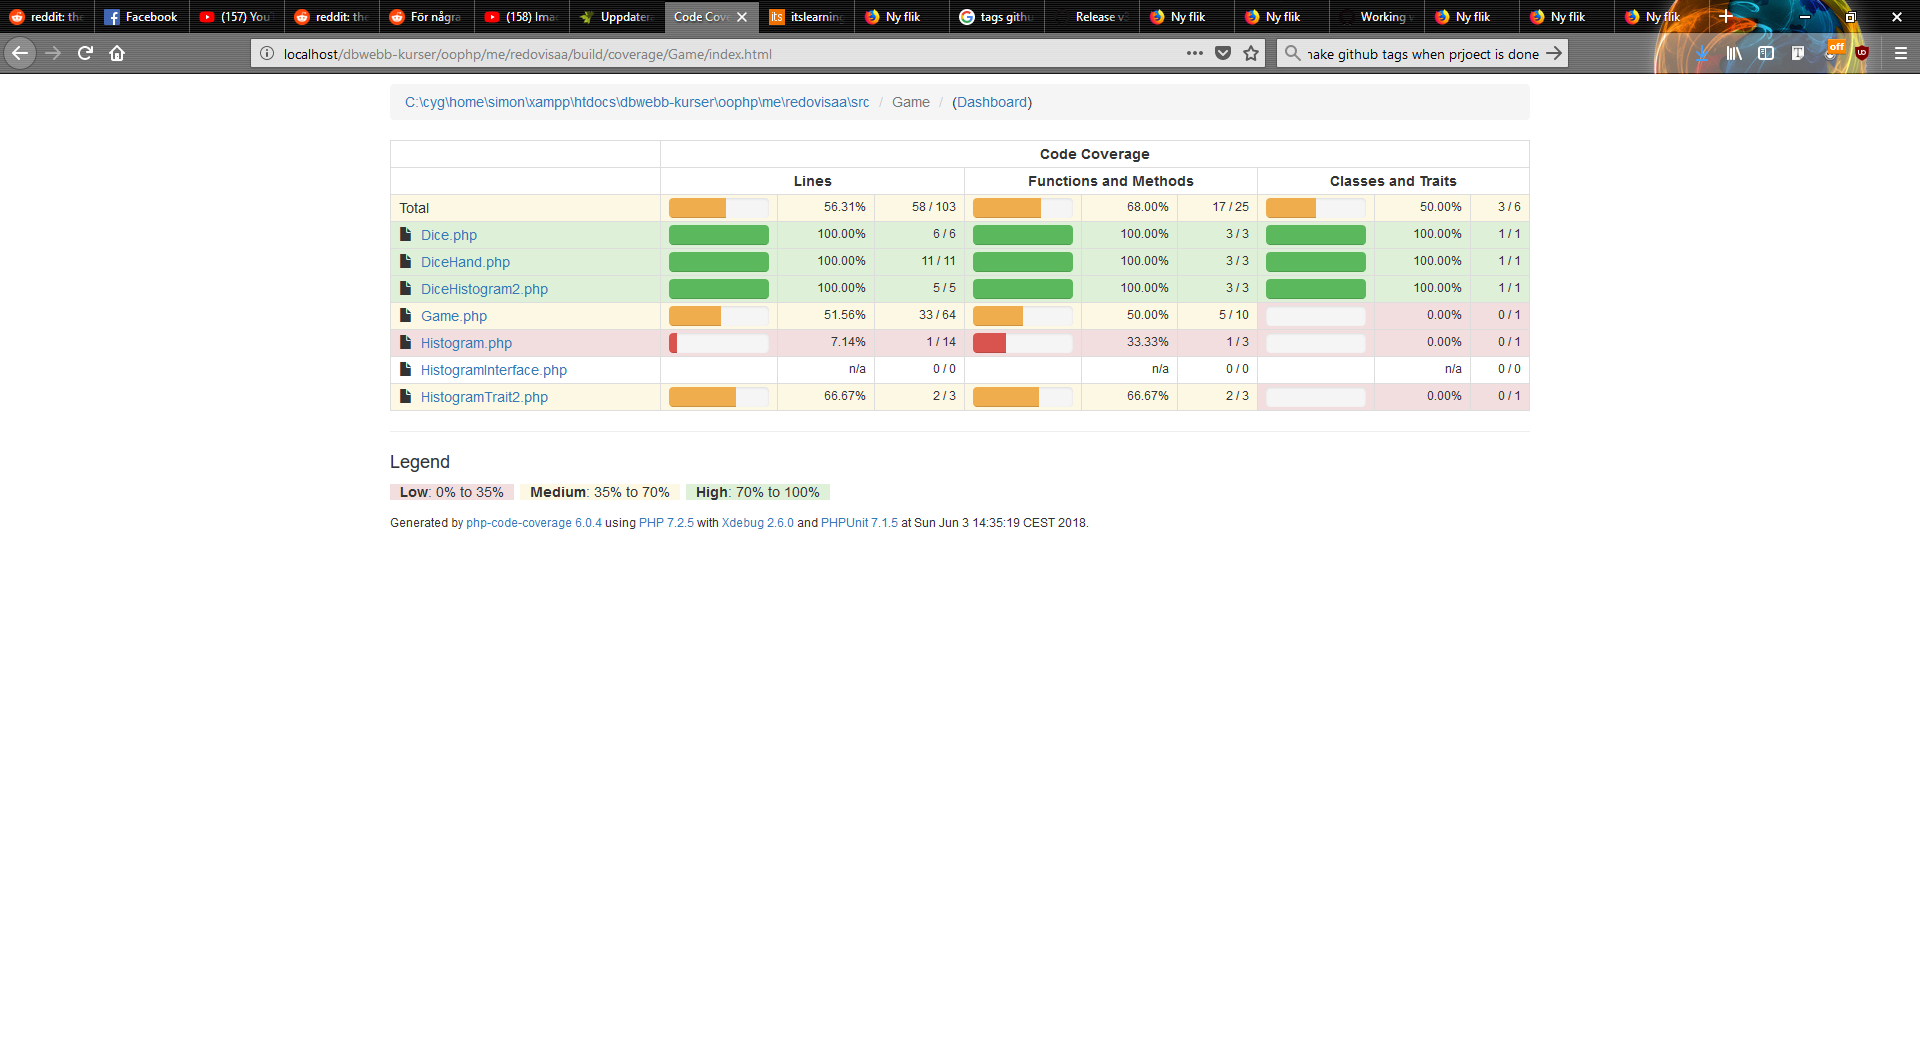 reddit: the Facebook (157) YouT reddit: the För några (158) Ima Uppdatera Code Cove its itslearning Ny flik tags githu Release v3 Ny flik Ny flik Working Ny flik Ny flik Ny flik
localhost/dbwebb-kurser/oophp/me/redovisaa/build/coverage/Game/index.html make github tags when prjoect is done off
C:\cyg\home\simon\xampp\htdocs\dbwebb-kurser\oophp\me\redovisaa\src / Game / (Dashboard)
Code Coverage
Lines Functions and Methods Classes and Traits
Total 56.31% 58 / 103 68.00% 17 / 25 50.00% 3 / 6
Dice.php 100.00% 6 / 6 100.00% 3 / 3 100.00% 1 / 1
DiceHand.php 100.00% 11 / 11 100.00% 3 / 3 100.00% 1 / 1
DiceHistogram2.php 100.00% 5 / 5 100.00% 3 / 3 100.00% 1 / 1
Game.php 51.56% 33 / 64 50.00% 5 / 10 0.00% 0 / 1
Histogram.php 7.14% 1 / 14 33.33% 1 / 3 0.00% 0 / 1
HistogramInterface.php n/a 0 / 0 n/a 0 / 0 n/a 0 / 0
HistogramTrait2.php 66.67% 2 / 3 66.67% 2 / 3 0.00% 0 / 1
Legend
Low: 0% to 35% Medium: 35% to 70% High: 70% to 100%
Generated by php-code-coverage 6.0.4 using PHP 7.2.5 with Xdebug 2.6.0 and PHPUnit 7.1.5 at Sun Jun 3 14:35:19 CEST 2018.